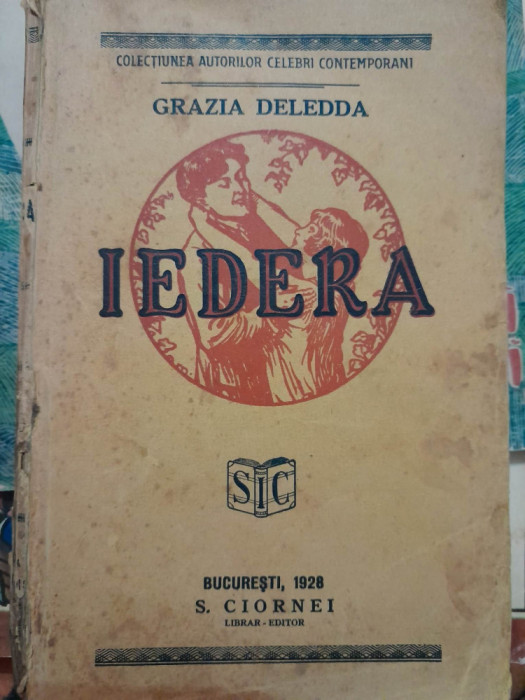 COLECȚIUNEA AUTORILOR CELEBRI CONTEMPORANI
GRAZIA DELEDDA
IEDERA
SIC
BUCUREȘTI, 1928
S. CIORNEI
LIBRAR - EDITOR